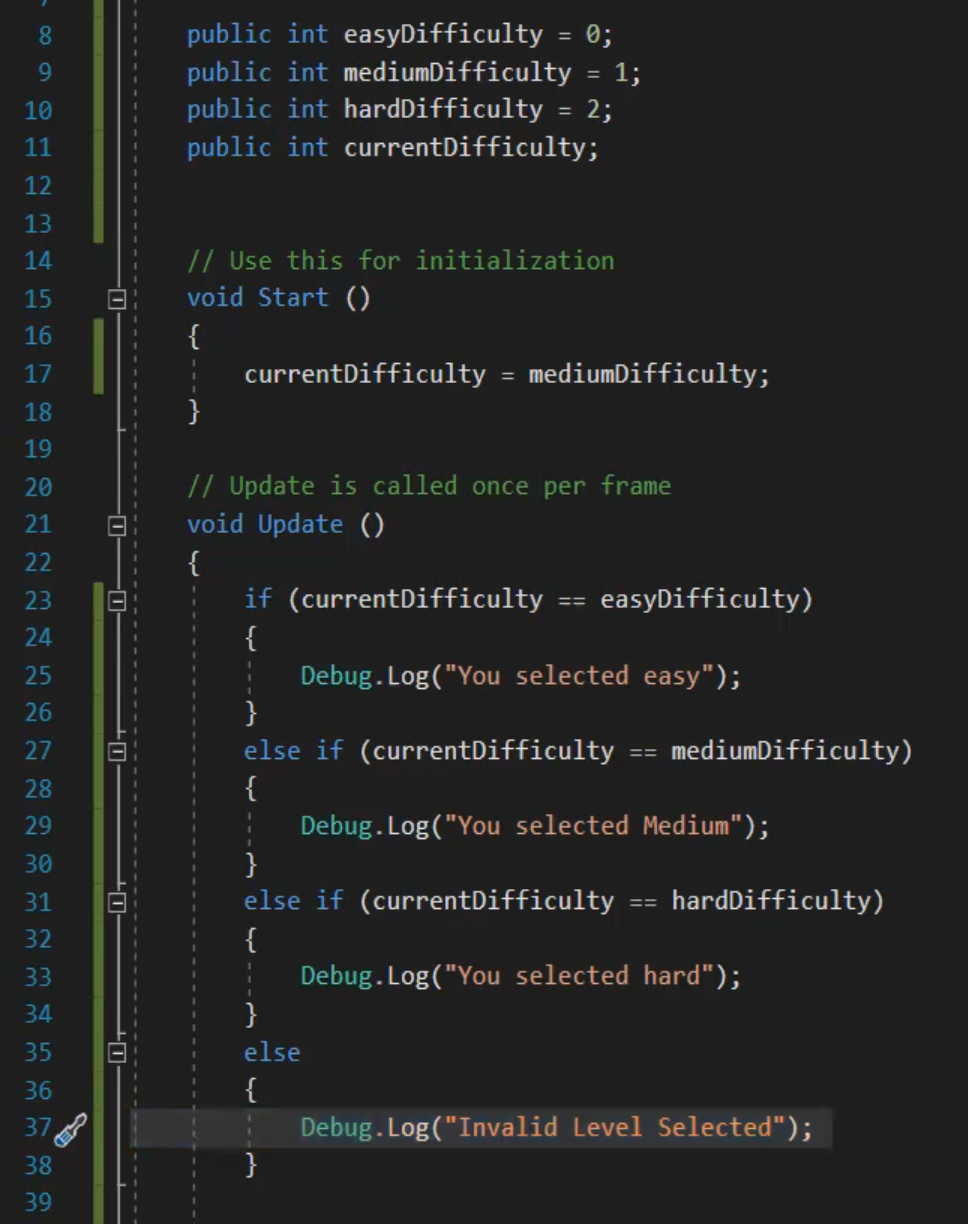 7
8 public int easyDifficulty = 0;
9 public int mediumDifficulty = 1;
10 public int hardDifficulty = 2;
11 public int currentDifficulty;
12
13
14 // Use this for initialization
15 void Start ()
16 {
17 currentDifficulty = mediumDifficulty;
18 }
19
20 // Update is called once per frame
21 void Update ()
22 {
23 if (currentDifficulty == easyDifficulty)
24 {
25 Debug.Log("You selected easy");
26 }
27 else if (currentDifficulty == mediumDifficulty)
28 {
29 Debug.Log("You selected Medium");
30 }
31 else if (currentDifficulty == hardDifficulty)
32 {
33 Debug.Log("You selected hard");
34 }
35 else
36 {
37 Debug.Log("Invalid Level Selected");
38 }
39